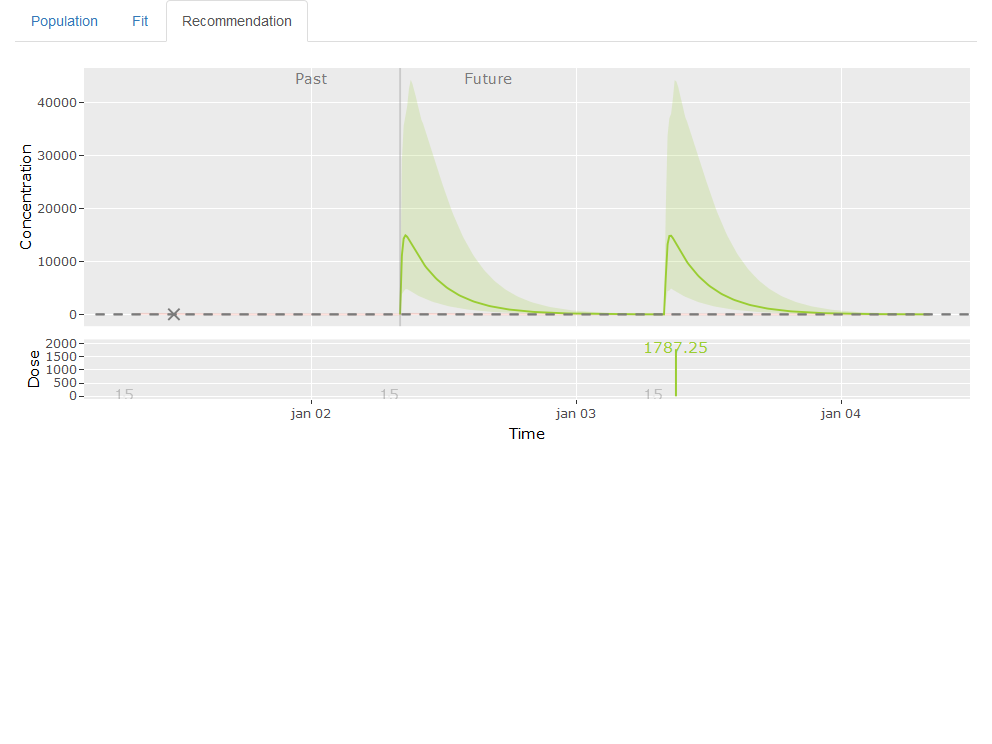 Population Fit Recommendation
Past Future
Concentration
40000
30000
20000
10000
0
Dose
2000
1500
1000
500
0
1787.25
15 15 15
jan 02 jan 03 jan 04
Time